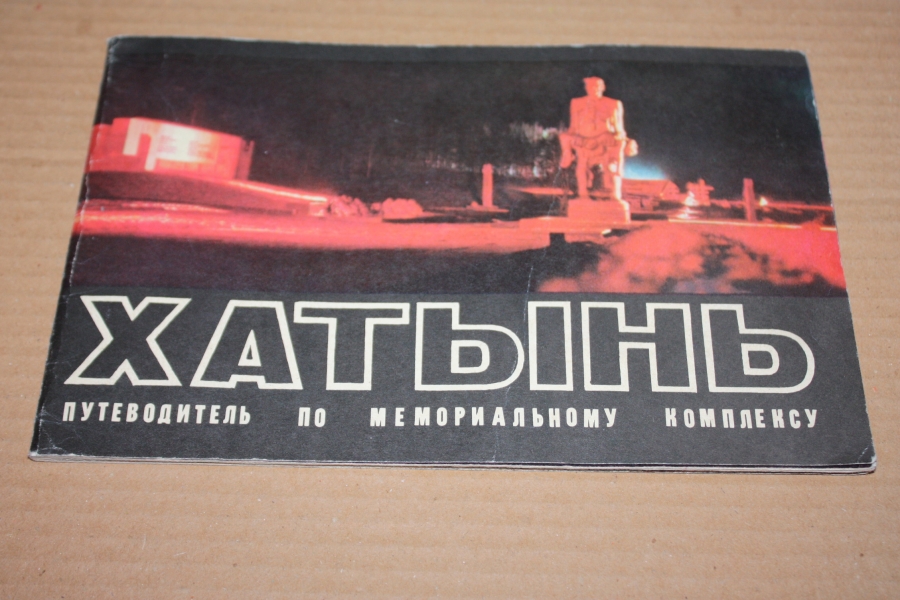 ХАТЫНЬ
ПУТЕВОДИТЕЛЬ ПО МЕМОРИАЛЬНОМУ КОМПЛЕКСУ